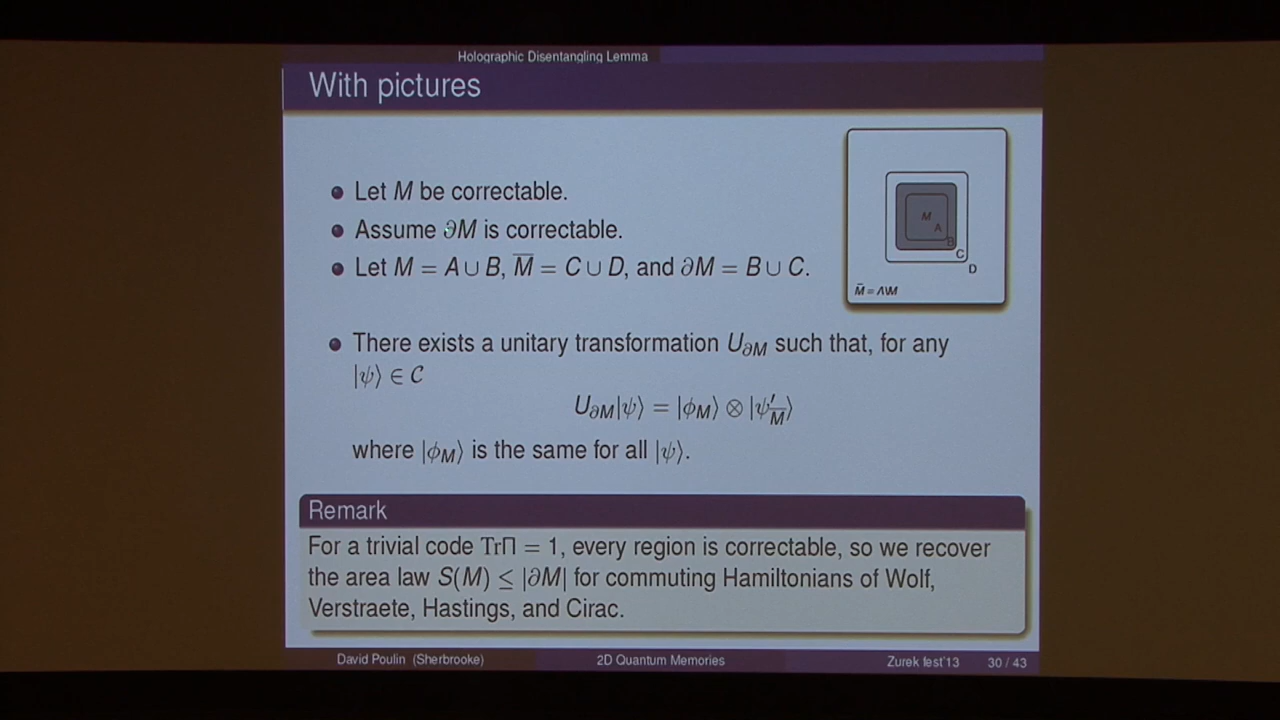 Holographic Disentangling Lemma
With pictures
Let M be correctable.
Assume ∂M is correctable.
Let M = A ∪ B, M̅ = C ∪ D, and ∂M = B ∪ C.
M
A
B
C
D
M̅ = Λ\M
There exists a unitary transformation U∂M such that, for any
|ψ⟩ ∈ C
U∂M|ψ⟩ = |ϕM⟩ ⊗ |ψ′M̅⟩
where |ϕM⟩ is the same for all |ψ⟩.
Remark
For a trivial code TrΠ = 1, every region is correctable, so we recover
the area law S(M) ≤ |∂M| for commuting Hamiltonians of Wolf,
Verstraete, Hastings, and Cirac.
David Poulin (Sherbrooke) 2D Quantum Memories Zurek fest'13 30 / 43